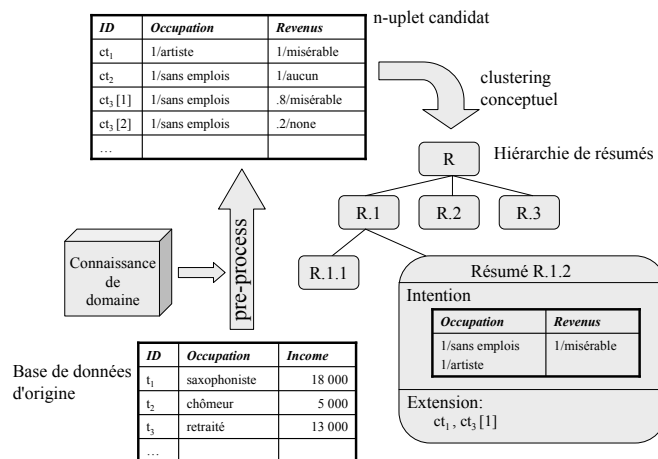 n-uplet candidat
ID Occupation Revenus
ct1 1/artiste 1/misérable
ct2 1/sans emplois 1/aucun
ct3 [1] 1/sans emplois .8/misérable
ct3 [2] 1/sans emplois .2/none
…
clustering
conceptuel
Hiérarchie de résumés
R
R.1 R.2 R.3
R.1.1
Résumé R.1.2
Intention
Occupation Revenus
1/sans emplois 1/misérable
1/artiste
Extension:
ct1 , ct3 [1]
pre-process
Connaissance
de
domaine
Base de données
d'origine
ID Occupation Income
t1 saxophoniste 18 000
t2 chômeur 5 000
t3 retraité 13 000
…